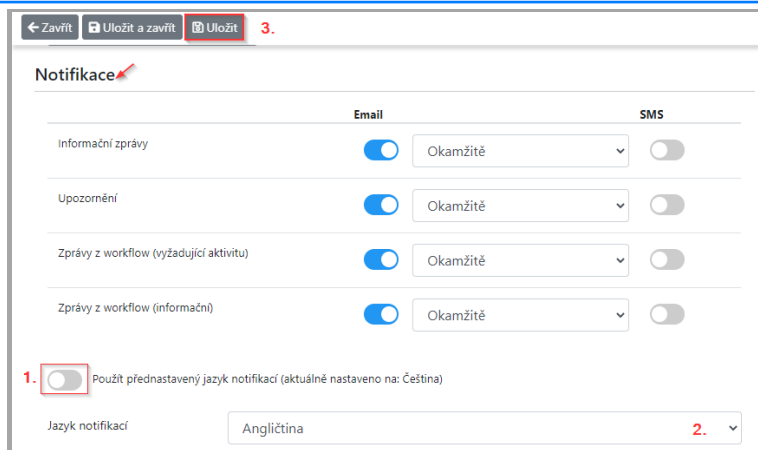 Zavřít Uložit a zavřít Uložit 3.
Notifikace
Email SMS
Informační zprávy Okamžitě
Upozornění Okamžitě
Zprávy z workflow (vyžadující aktivitu) Okamžitě
Zprávy z workflow (informační) Okamžitě
1. Použít přednastavený jazyk notifikací (aktuálně nastaveno na: Čeština)
Jazyk notifikací Angličtina 2.